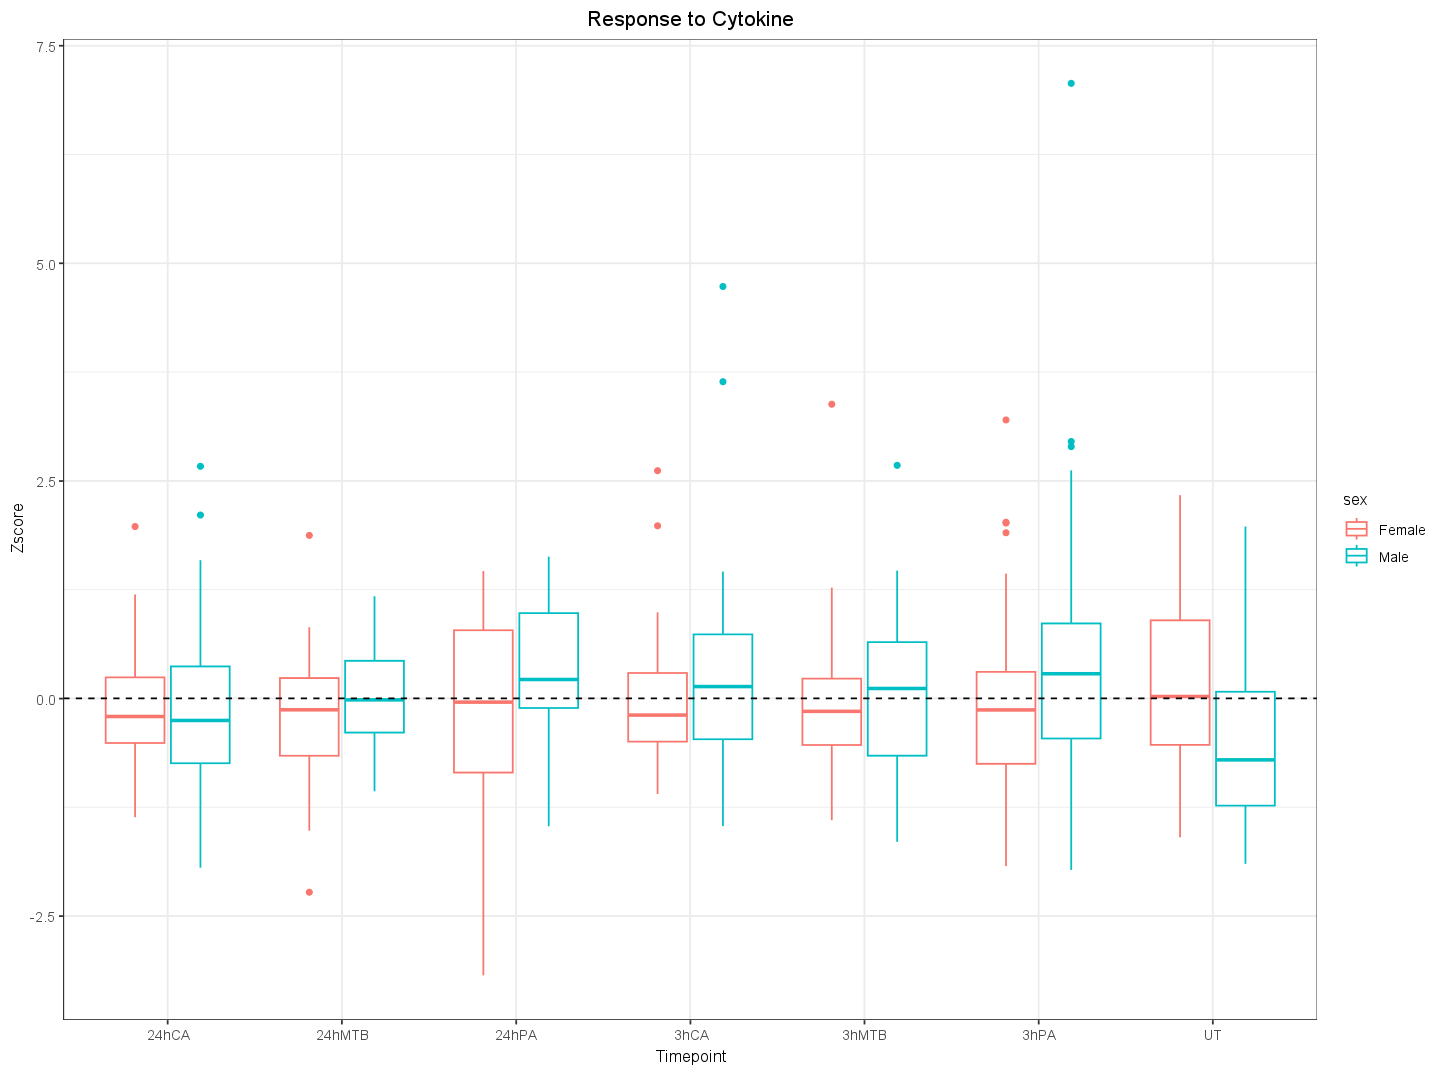 Response to Cytokine
7.5
5.0
2.5
0.0
-2.5
Zscore
24hCA
24hMTB
24hPA
3hCA
3hMTB
3hPA
UT
Timepoint
sex
Female
Male